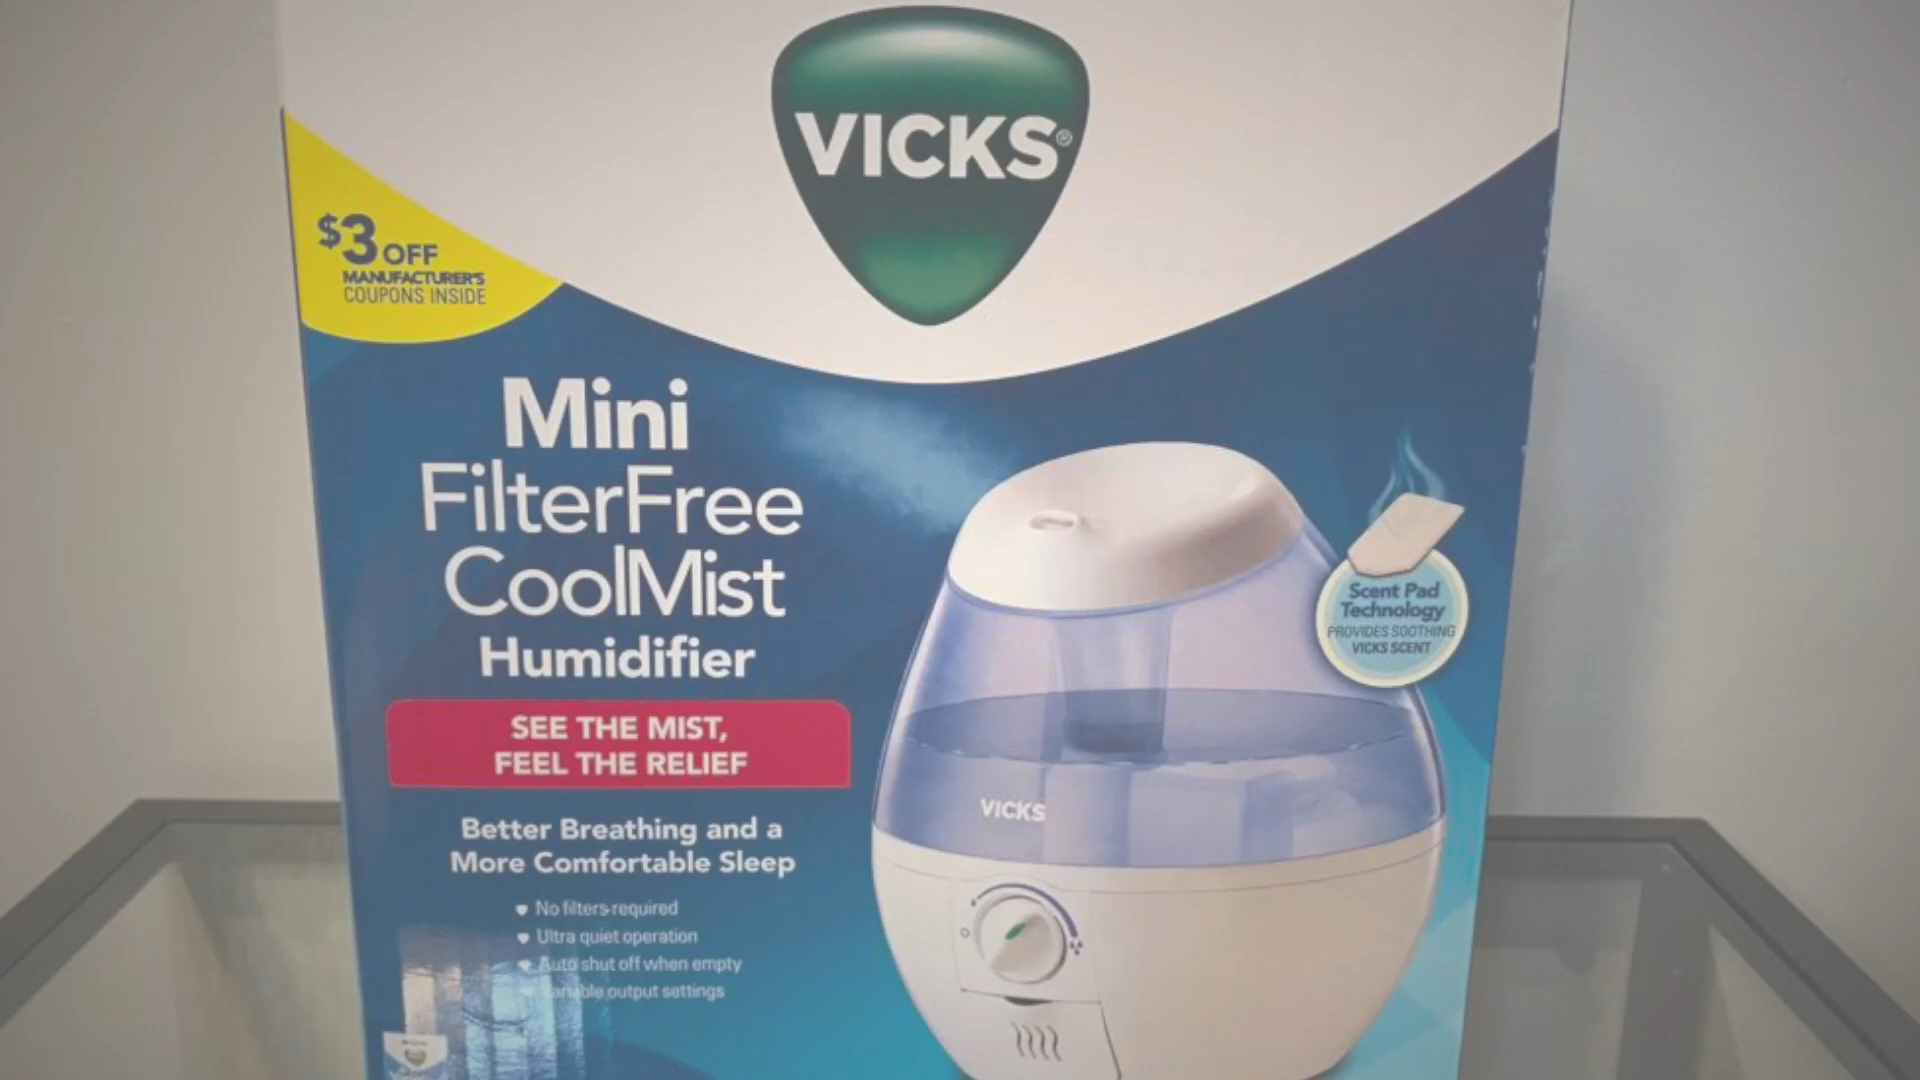 VICKS®
$3 OFF
MANUFACTURER'S
COUPONS INSIDE
Mini
FilterFree
CoolMist
Humidifier
SEE THE MIST,
FEEL THE RELIEF
Better Breathing and a
More Comfortable Sleep
No filters required
Ultra quiet operation
Auto shut off when empty
Variable output settings
Scent Pad
Technology
PROVIDES SOOTHING
VICKS SCENT
VICKS